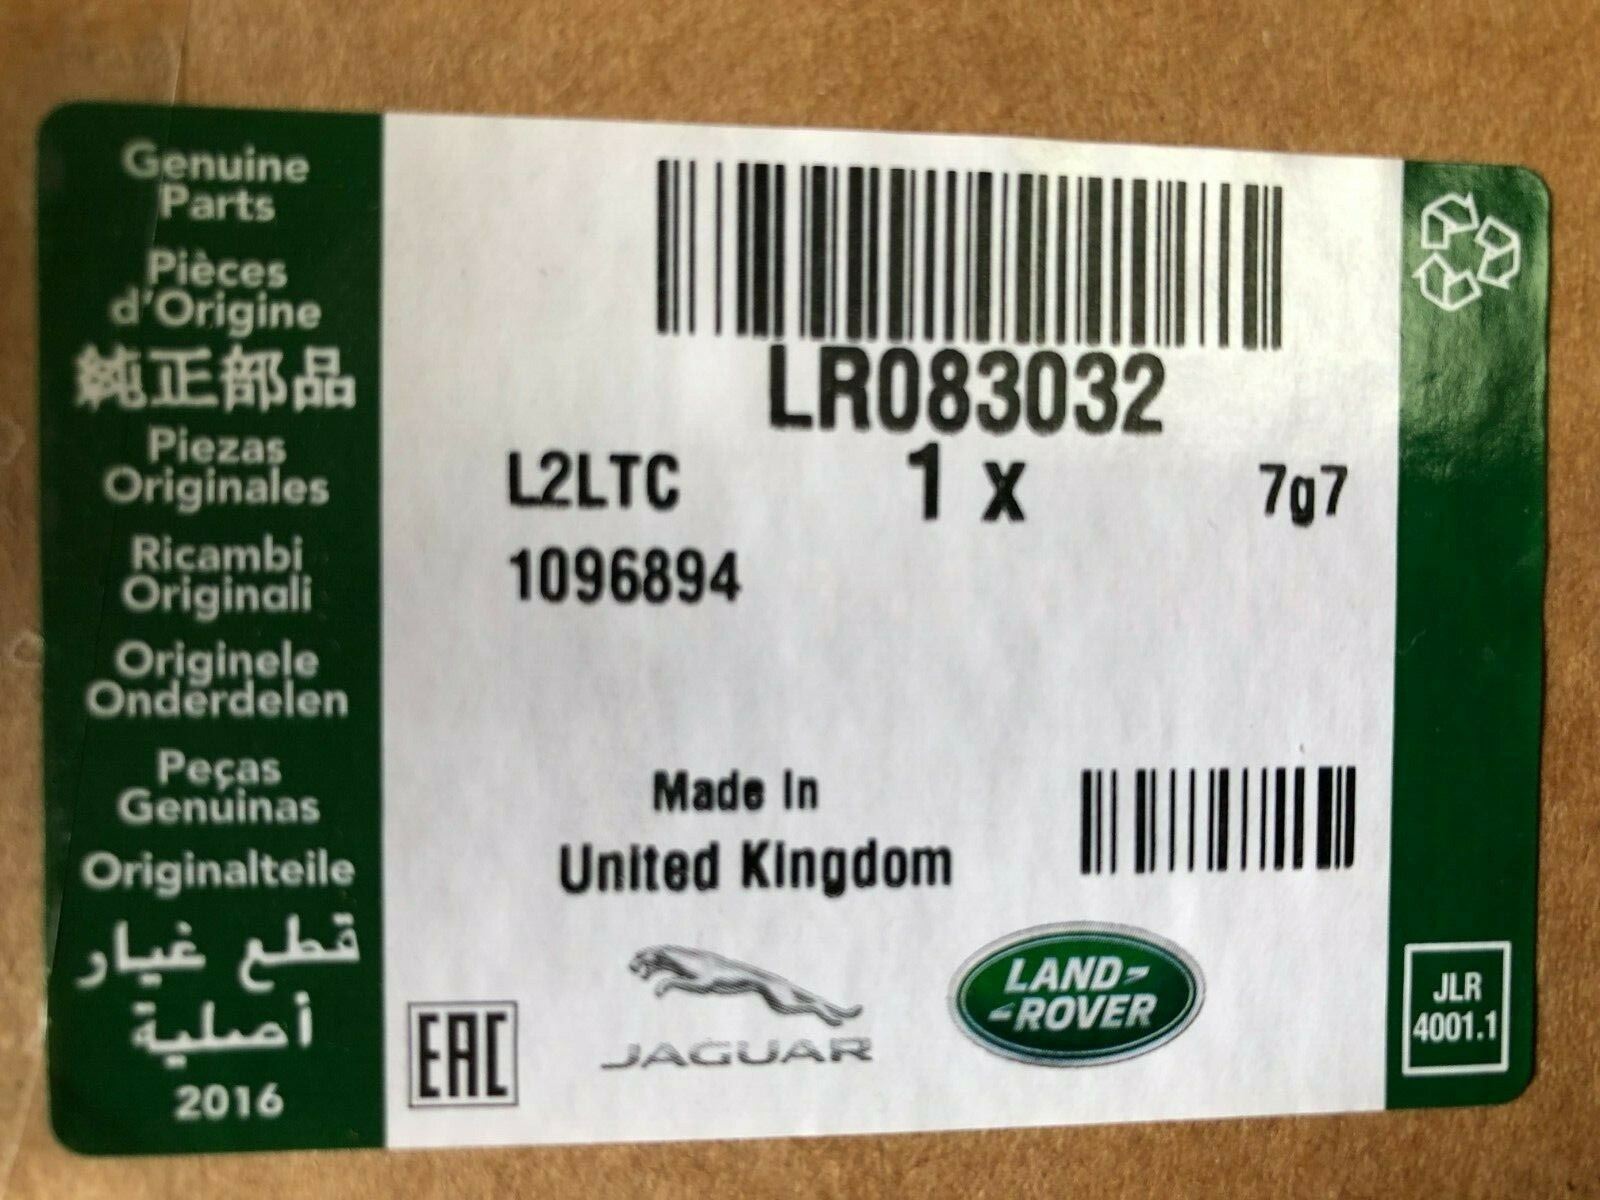 Genuine
Parts
Pièces
d'Origine
純正部品
Piezas
Originales
Ricambi
Originali
Originele
Onderdelen
Peças
Genuinas
Originalteile
قطع غيار
أصلية
2016
LR083032
L2LTC 1 x 7g7
1096894
Made In
United Kingdom
EAC
JAGUAR
LAND-
-ROVER
JLR
4001.1